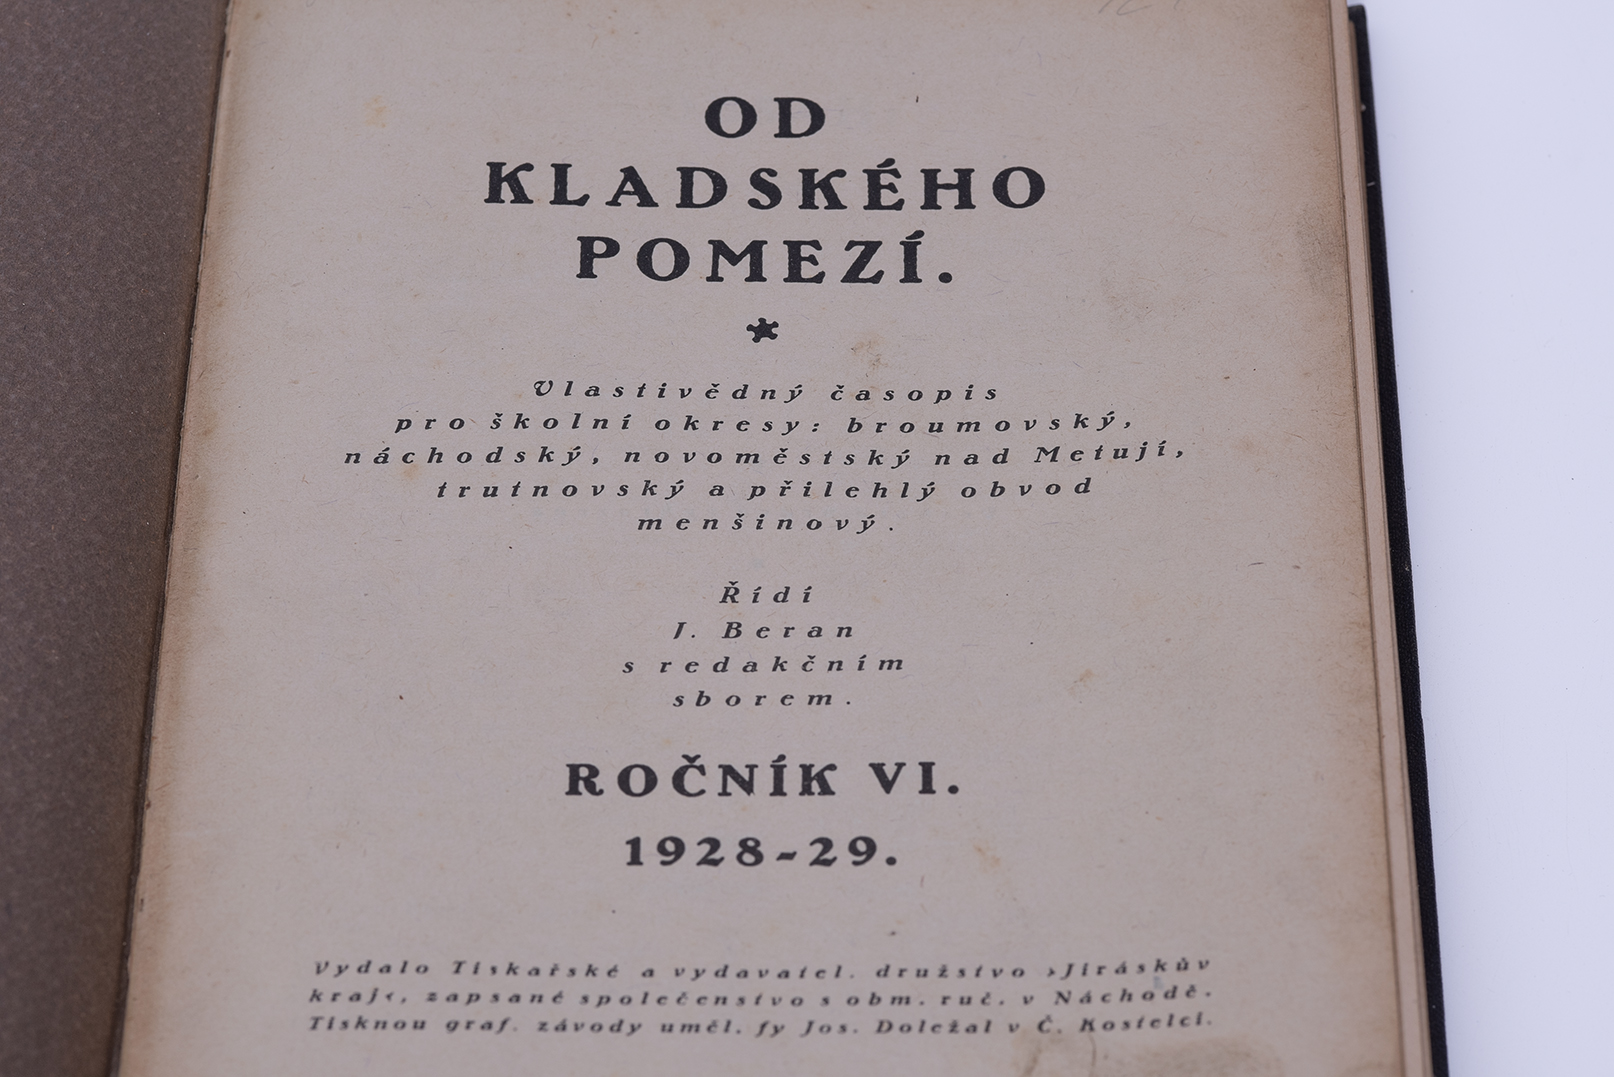 OD
KLADSKÉHO
POMEZÍ.
Vlastivědný časopis
pro školní okresy: broumovský,
náchodský, novoměstský nad Metují,
trutnovský a přilehlý obvod
menšinový.
Řídí
J. Beran
s redakčním
sborem.
ROČNÍK VI.
1928-29.
Vydalo Tiskařské a vydavatel. družstvo ›Jiráskův
kraj‹, zapsané společenstvo s obm. ruč. v Náchodě.
Tisknou graf. závody uměl. fy Jos. Doležal v Č. Kostelci.